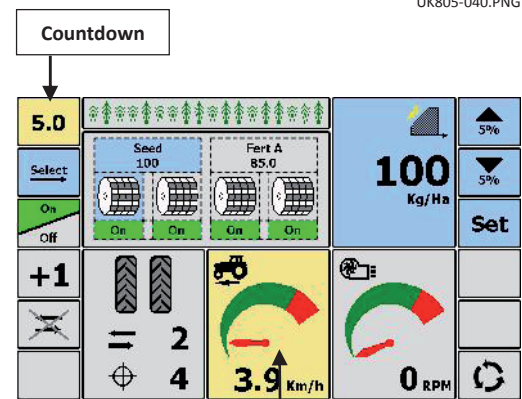 UK805-040.PNG
Countdown
5.0
5%
Seed
100
Fert A
85.0
Select
100
Kg/Ha
5%
On
Off
On
On
On
On
Set
+1
2
4
3.9 Km/h
0 RPM